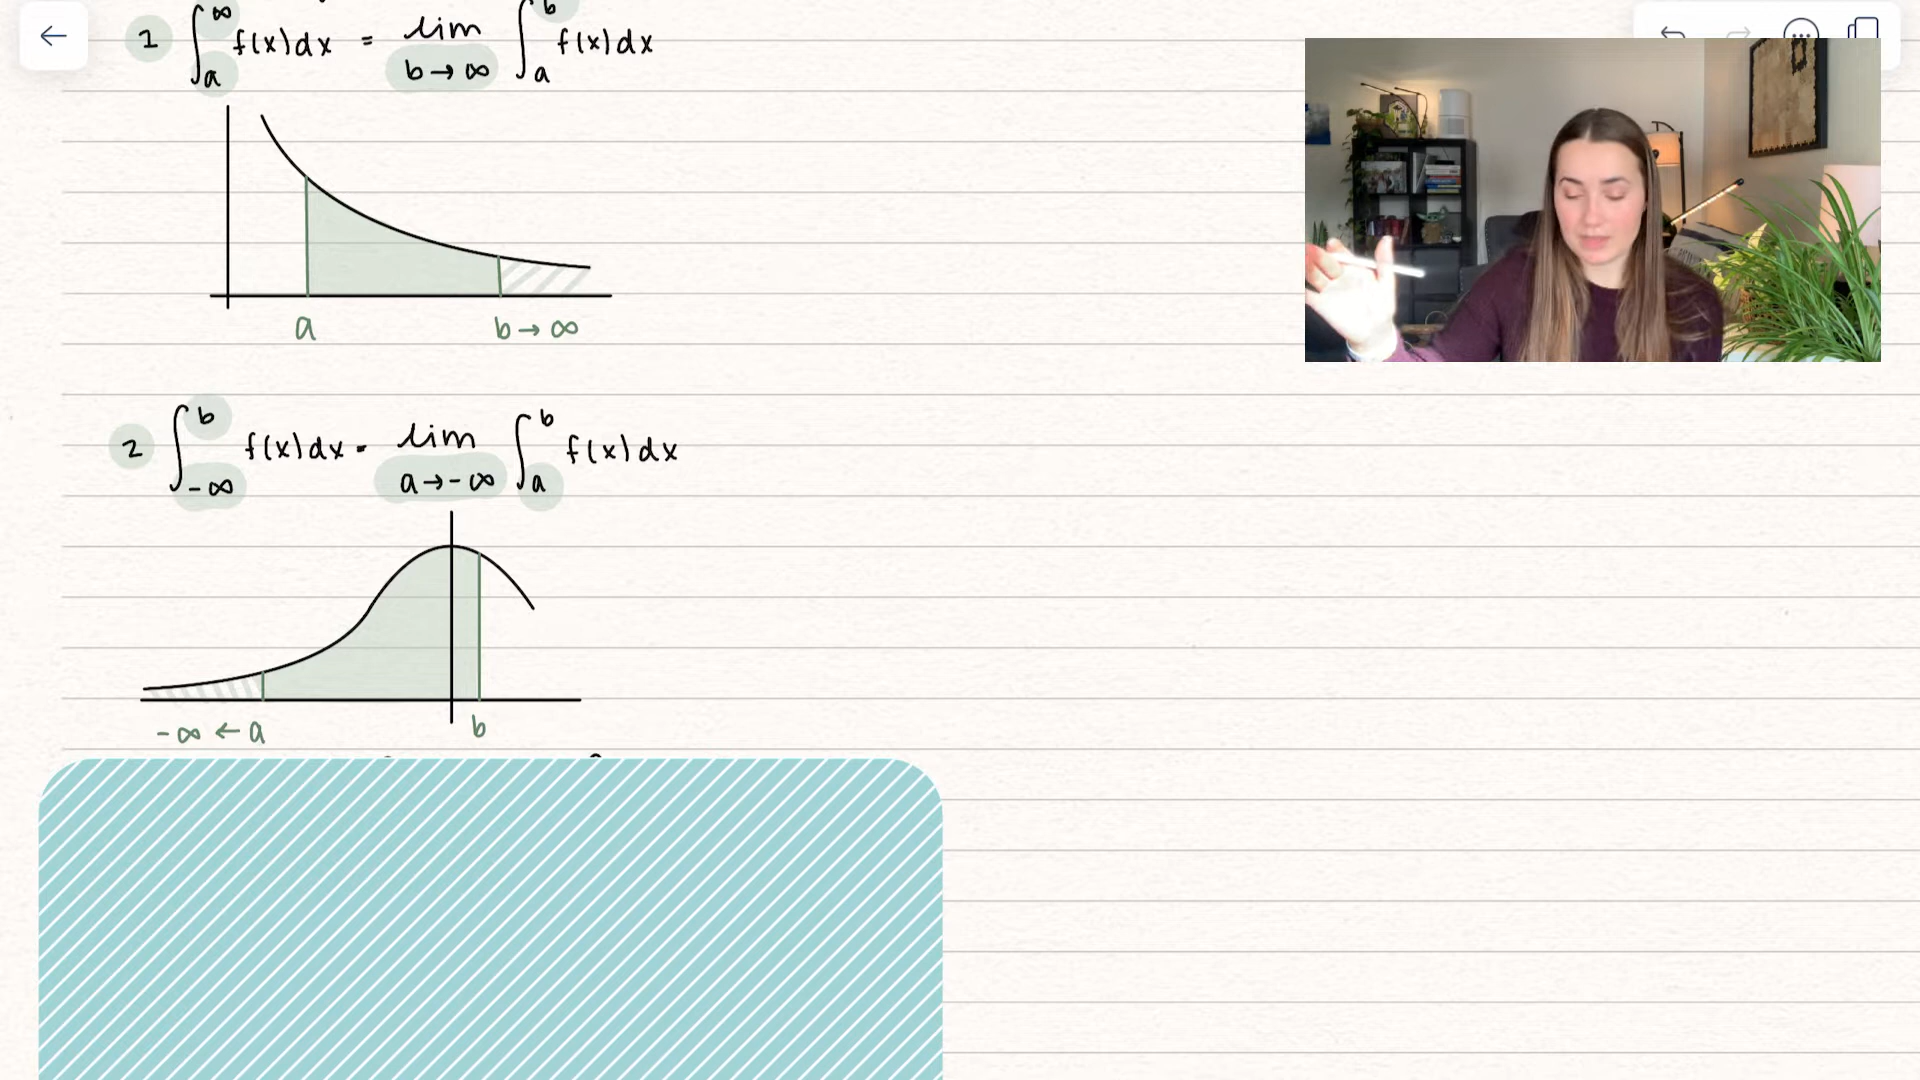 1 ∫_a^∞ f(x)dx = lim_{b→∞} ∫_a^b f(x)dx
a b→∞
2 ∫_{-∞}^b f(x)dx = lim_{a→-∞} ∫_a^b f(x)dx
-∞←a b